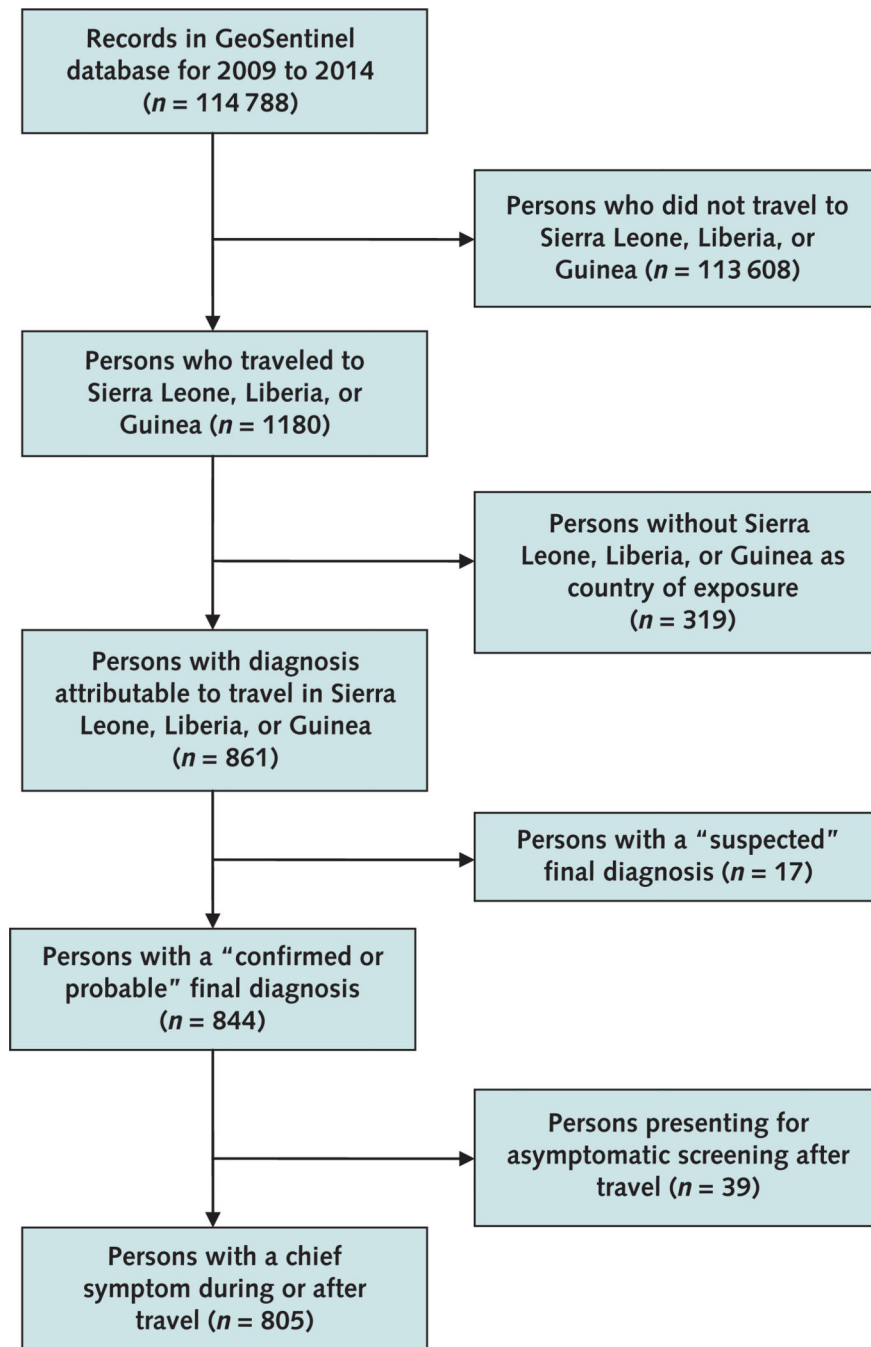 Records in GeoSentinel
database for 2009 to 2014
(n = 114 788)
Persons who did not travel to
Sierra Leone, Liberia, or
Guinea (n = 113 608)
Persons who traveled to
Sierra Leone, Liberia, or
Guinea (n = 1180)
Persons without Sierra
Leone, Liberia, or Guinea as
country of exposure
(n = 319)
Persons with diagnosis
attributable to travel in Sierra
Leone, Liberia, or Guinea
(n = 861)
Persons with a “suspected”
final diagnosis (n = 17)
Persons with a “confirmed or
probable” final diagnosis
(n = 844)
Persons presenting for
asymptomatic screening after
travel (n = 39)
Persons with a chief
symptom during or after
travel (n = 805)